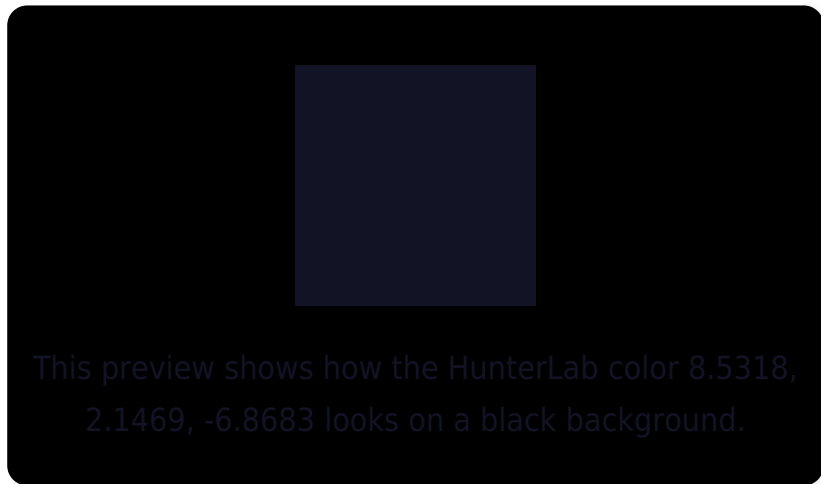 This preview shows how the HunterLab color 8.5318,
2.1469, -6.8683 looks on a black background.